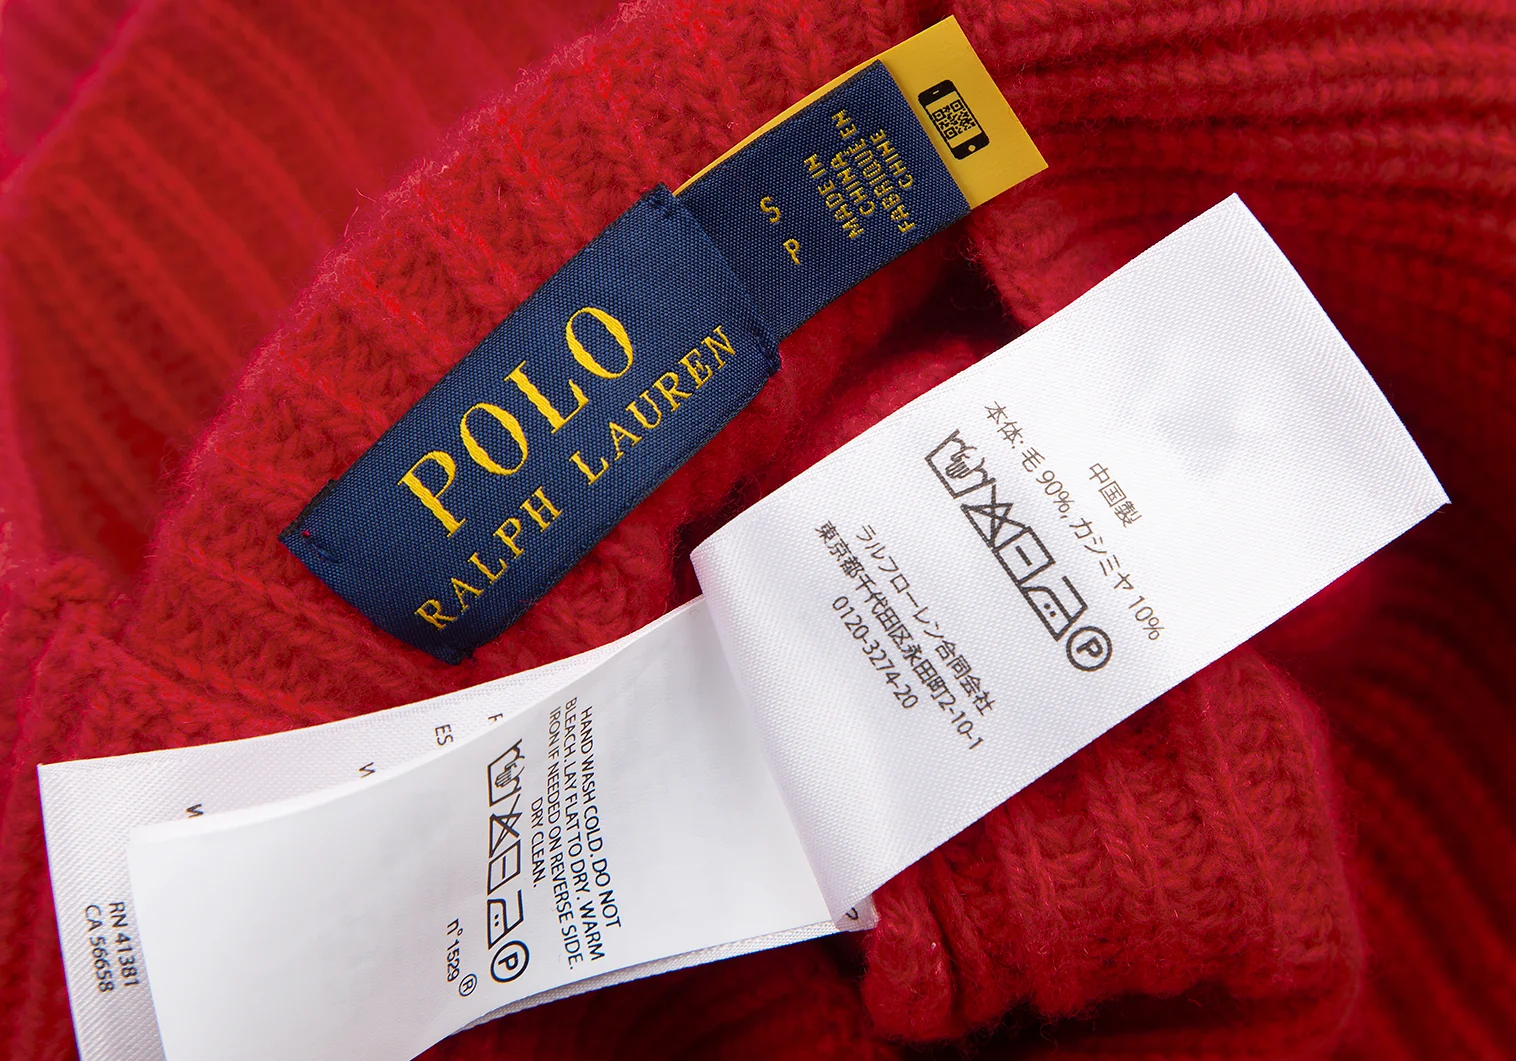 POLO
RALPH LAUREN
S
P
MADE IN
CHINA
FABRIQUÉ EN
CHINE
中国製
本体: 毛 90%, カシミヤ 10%
P
ラルフローレン合同会社
東京都千代田区永田町2-10-1
0120-3274-20
HAND WASH COLD. DO NOT
BLEACH. LAY FLAT TO DRY. WARM
IRON IF NEEDED ON REVERSE SIDE.
DRY CLEAN.
P
n° 1529 ®
ES
RN 41381
CA 56658